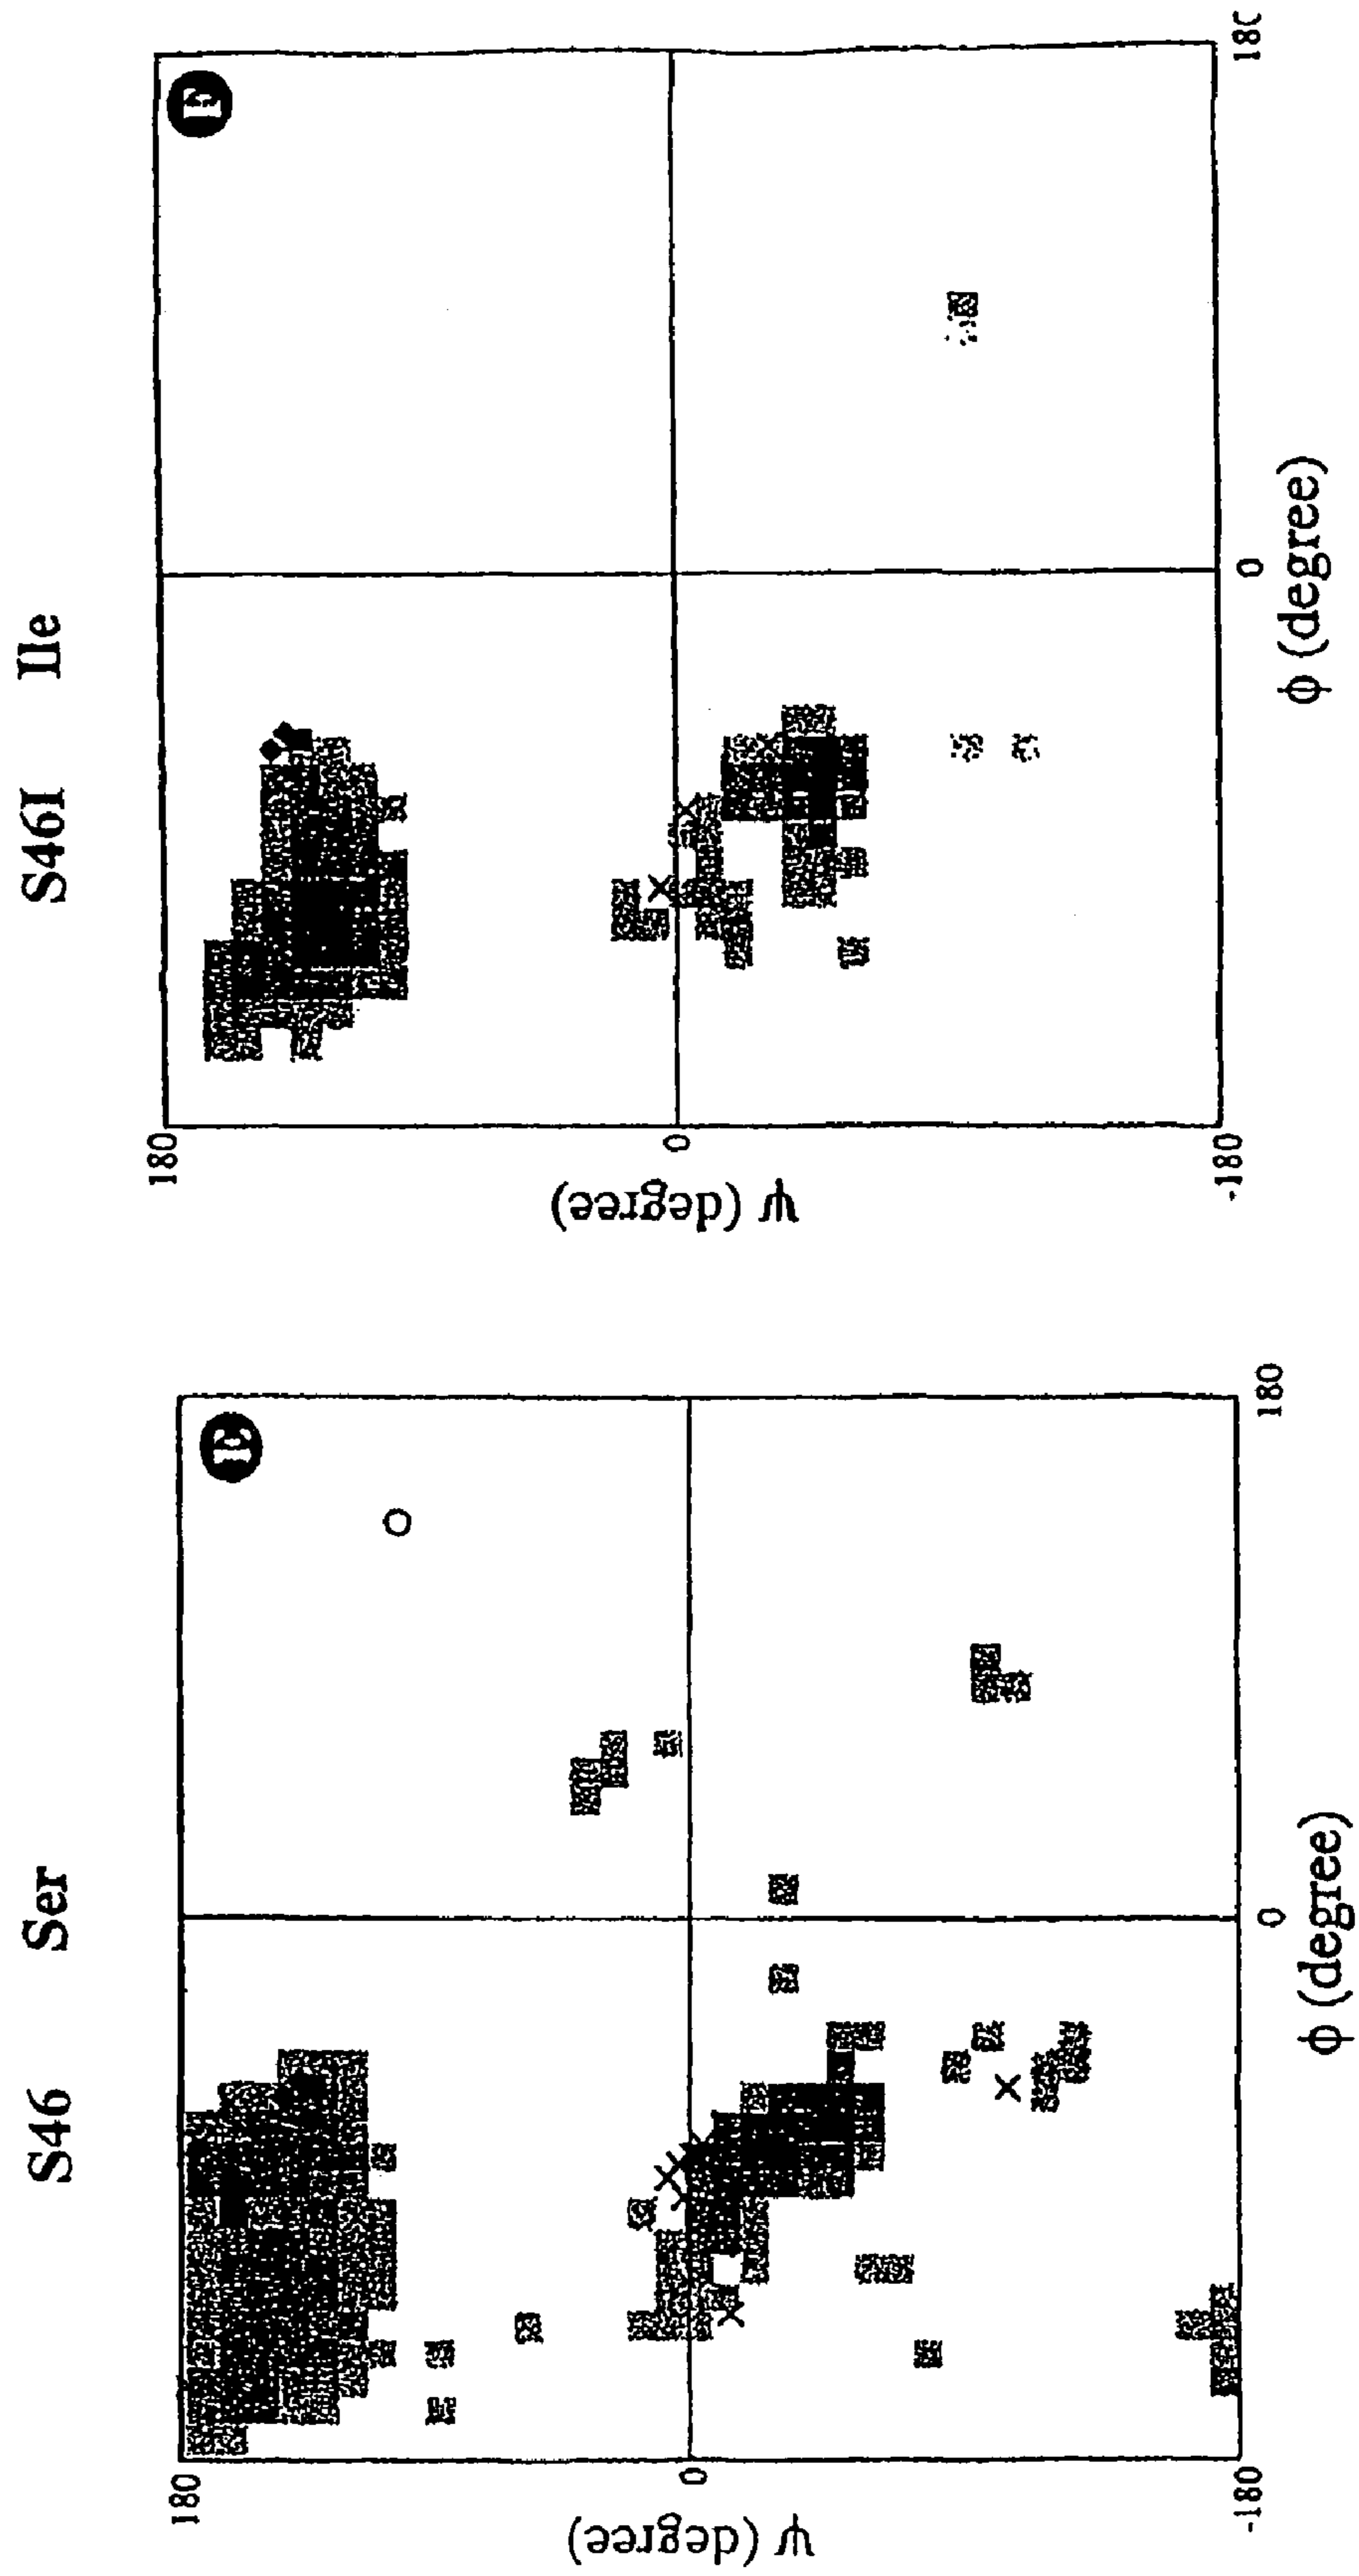 S46 Ser
E
180
0
-180
ψ (degree)
0
180
φ (degree)
S46I Ile
F
180
0
-180
ψ (degree)
0
180
φ (degree)